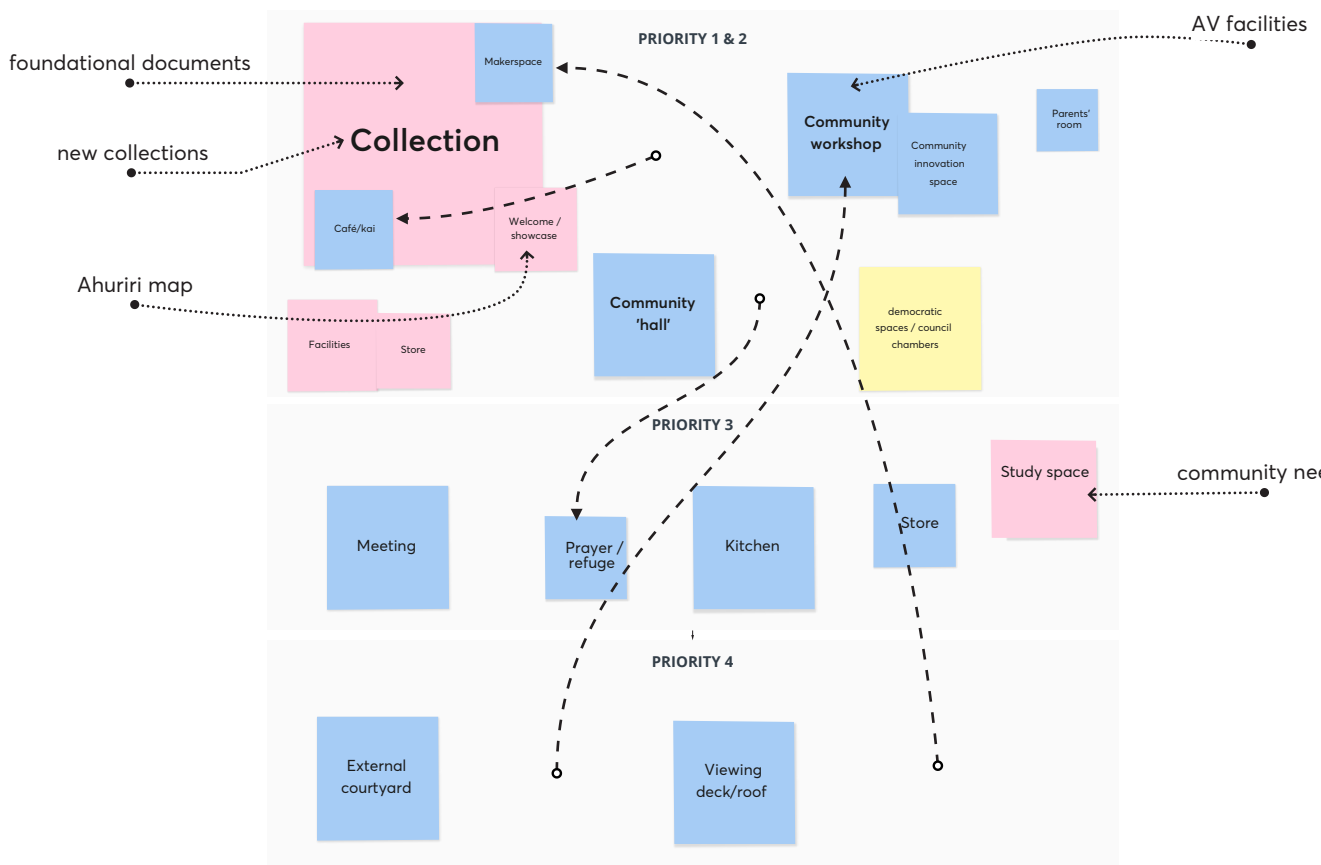 AV facilities
PRIORITY 1 & 2
foundational documents
Makerspace
Parents'
room
Community
workshop
Collection
new collections
Community
innovation
space
Café/kai
Welcome /
showcase
Ahuriri map
Community
'hall'
democratic
spaces / council
chambers
Facilities
Store
PRIORITY 3
Study space
community nee
Meeting
Prayer /
refuge
Kitchen
Store
PRIORITY 4
External
courtyard
Viewing
deck/roof